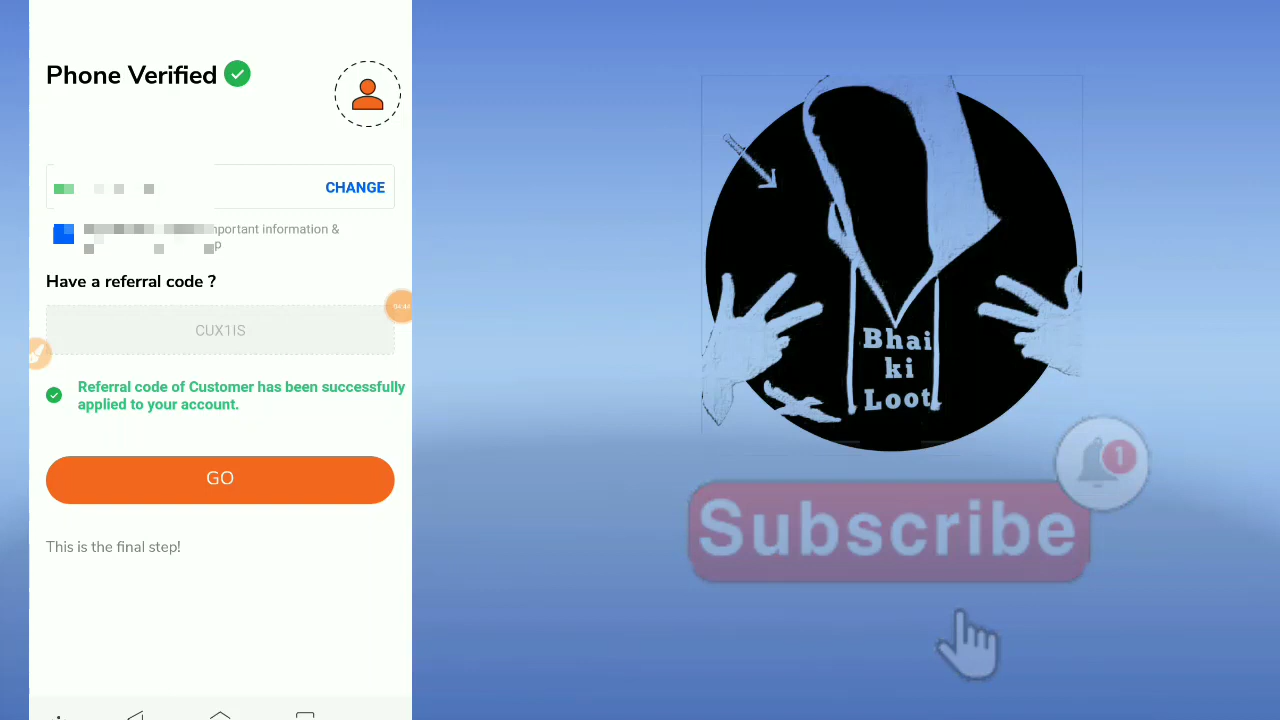 Phone Verified
CHANGE
important information &
Have a referral code ?
CUX1IS
Referral code of Customer has been successfully
applied to your account.
GO
This is the final step!
Bhai
ki
Loot
1
Subscribe